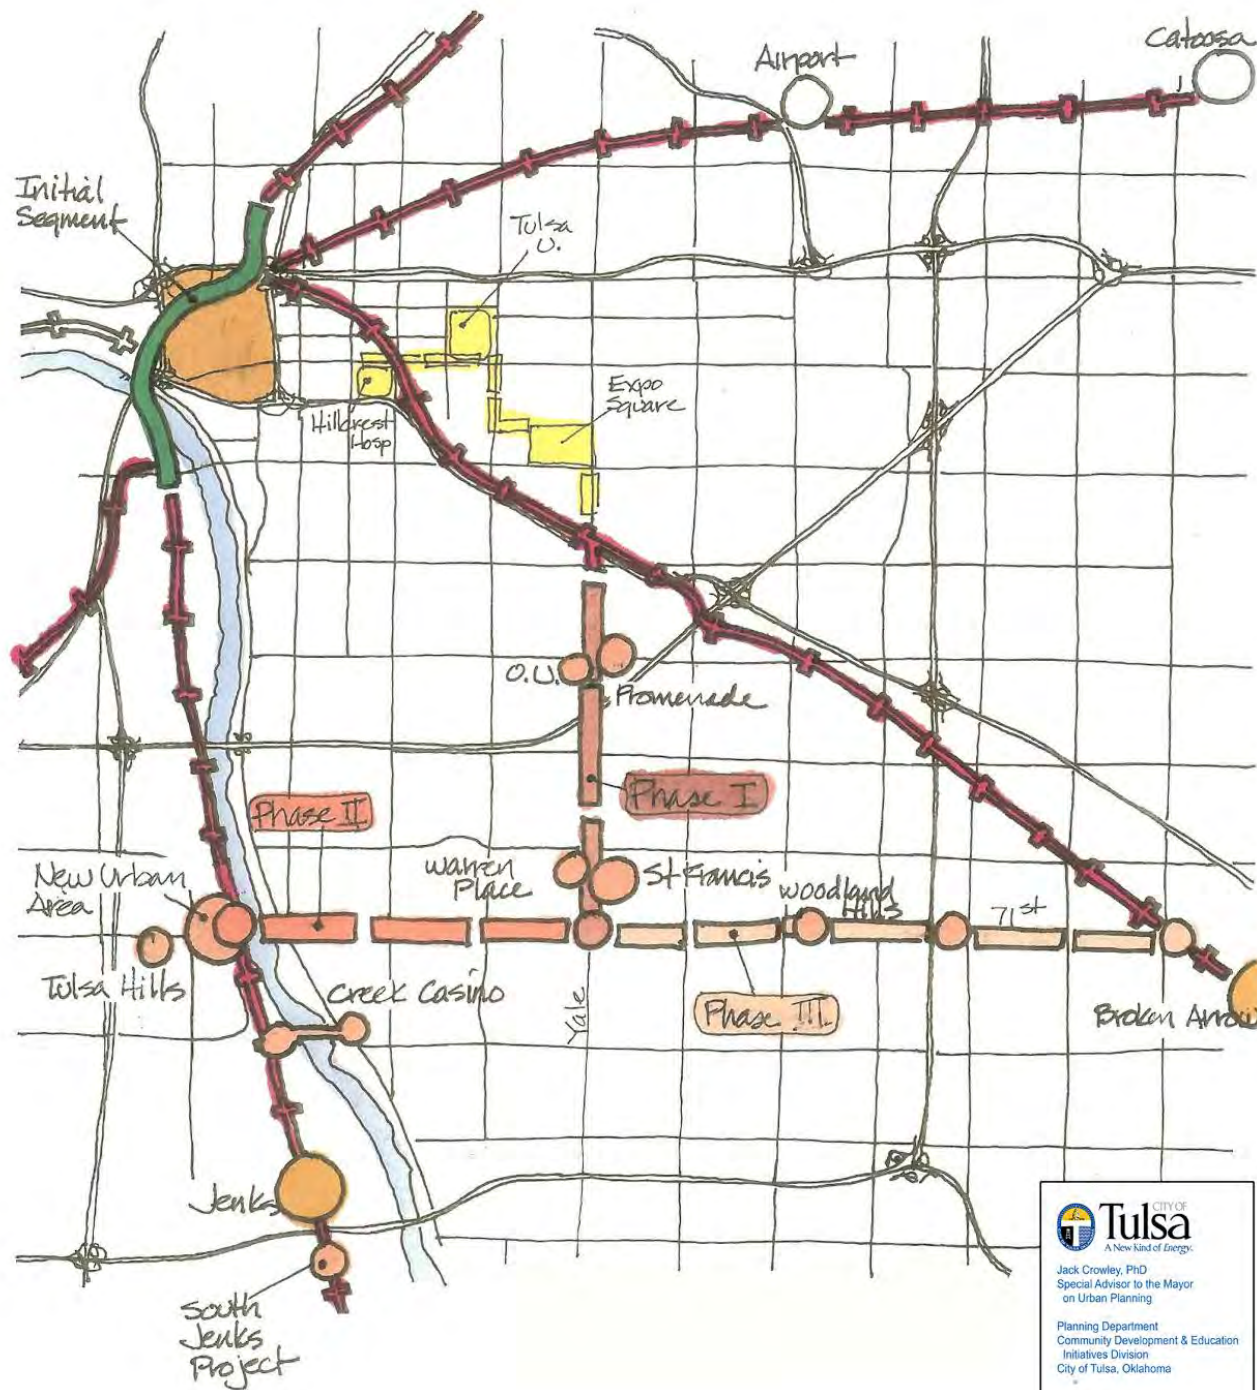 Catoosa
Airport
Initial
Segment
Tulsa
U.
Expo
Square
Hillcrest
Hosp
O.U.
Promenade
Phase I
Phase II
Warren
Place
St Francis
New Urban
Area
Woodland
Hills
71st
Tulsa Hills
Creek Casino
Yale
Phase III
Broken Arrow
Jenks
South
Jenks
Project
CITY OF
Tulsa
A New Kind of Energy.
Jack Crowley, PhD
Special Advisor to the Mayor
on Urban Planning
Planning Department
Community Development & Education
Initiatives Division
City of Tulsa, Oklahoma